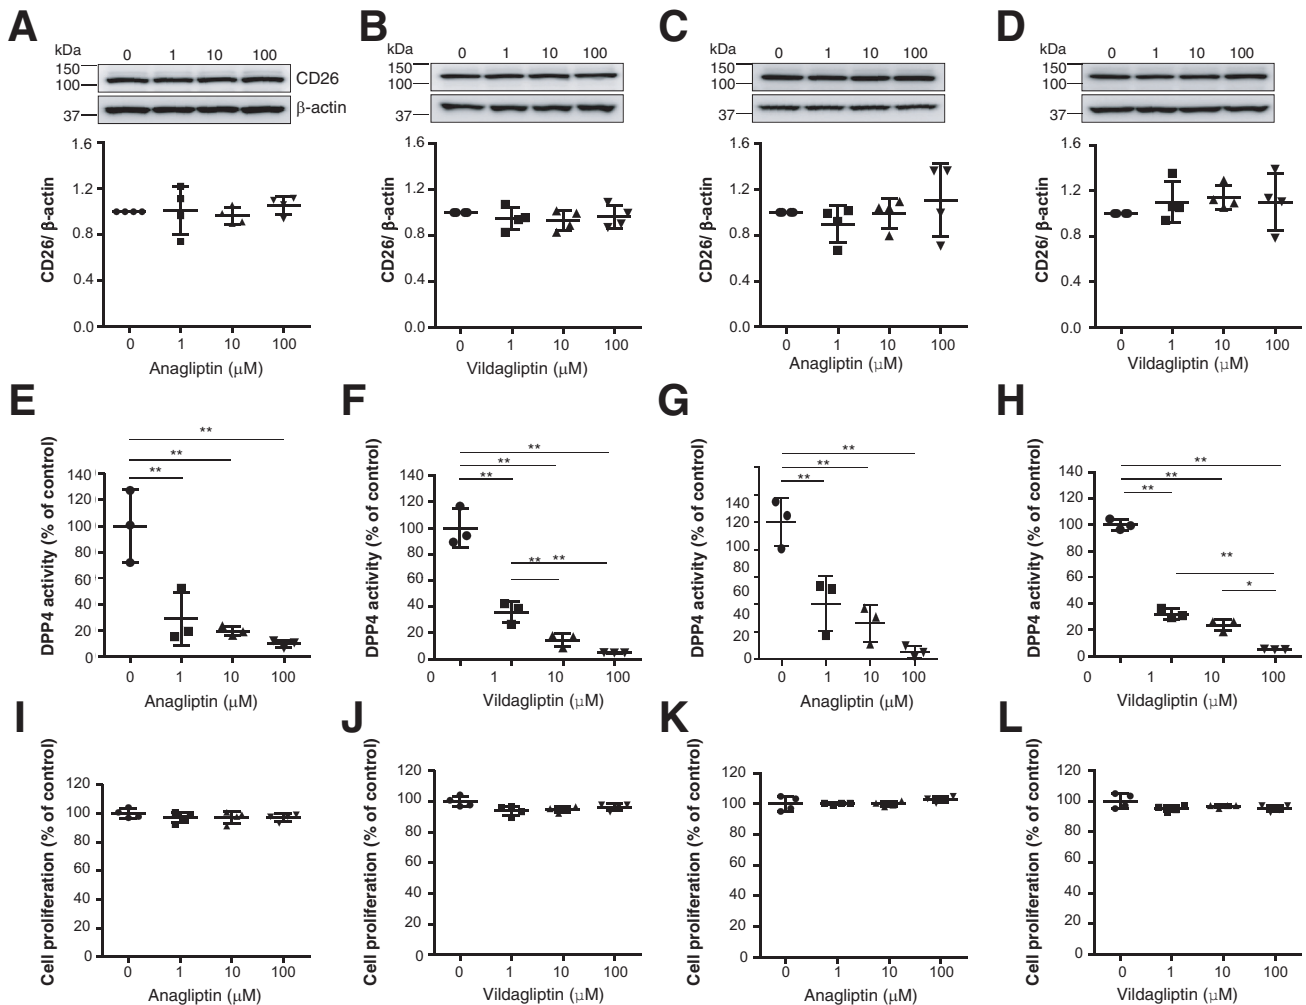 A
kDa
0 1 10 100
150
100
CD26
37
β-actin
1.6
1.2
0.8
0.4
0.0
CD26/ β-actin
0 1 10 100
Anagliptin (μM)
B
kDa
0 1 10 100
150
100
37
1.6
1.2
0.8
0.4
0.0
CD26/ β-actin
0 1 10 100
Vildagliptin (μM)
C
kDa
0 1 10 100
150
100
37
1.6
1.2
0.8
0.4
0.0
CD26/ β-actin
0 1 10 100
Anagliptin (μM)
D
kDa
0 1 10 100
150
100
37
1.6
1.2
0.8
0.4
0.0
CD26/ β-actin
0 1 10 100
Vildagliptin (μM)
E
**
**
**
140
120
100
80
60
40
20
0
DPP4 activity (% of control)
0 1 10 100
Anagliptin (μM)
F
**
**
**
** **
140
120
100
80
60
40
20
0
DPP4 activity (% of control)
0 1 10 100
Vildagliptin (μM)
G
**
**
**
140
120
100
80
60
40
20
0
DPP4 activity (% of control)
0 1 10 100
Anagliptin (μM)
H
**
**
**
**
*
140
120
100
80
60
40
20
0
DPP4 activity (% of control)
0 1 10 100
Vildagliptin (μM)
I
120
100
80
60
40
20
0
Cell proliferation (% of control)
0 1 10 100
Anagliptin (μM)
J
120
100
80
60
40
20
0
Cell proliferation (% of control)
0 1 10 100
Vildagliptin (μM)
K
120
100
80
60
40
20
0
Cell proliferation (% of control)
0 1 10 100
Anagliptin (μM)
L
120
100
80
60
40
20
0
Cell proliferation (% of control)
0 1 10 100
Vildagliptin (μM)